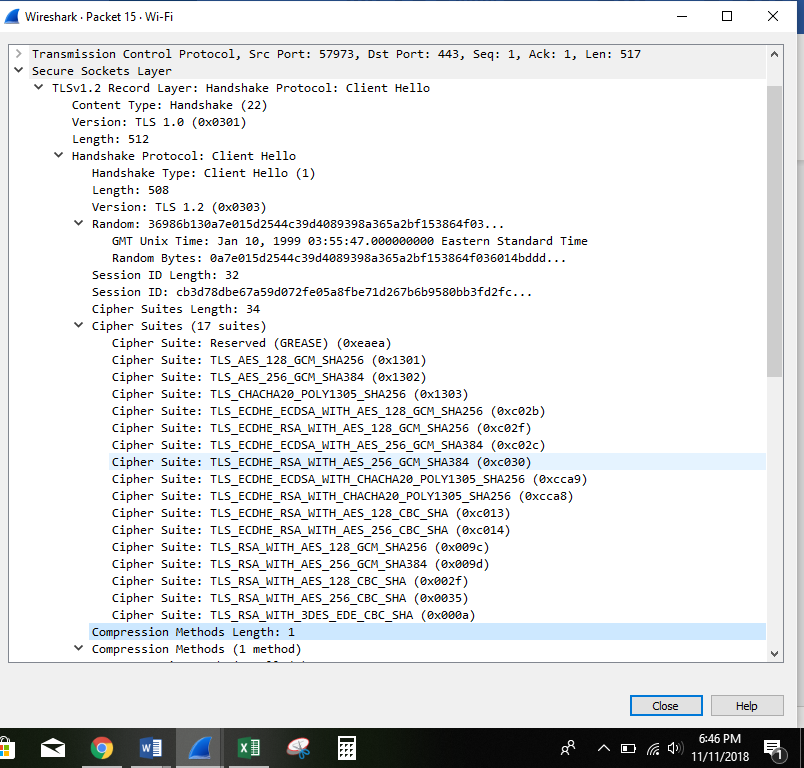 Wireshark · Packet 15 · Wi-Fi
Transmission Control Protocol, Src Port: 57973, Dst Port: 443, Seq: 1, Ack: 1, Len: 517
Secure Sockets Layer
TLSv1.2 Record Layer: Handshake Protocol: Client Hello
Content Type: Handshake (22)
Version: TLS 1.0 (0x0301)
Length: 512
Handshake Protocol: Client Hello
Handshake Type: Client Hello (1)
Length: 508
Version: TLS 1.2 (0x0303)
Random: 36986b130a7e015d2544c39d4089398a365a2bf153864f03...
GMT Unix Time: Jan 10, 1999 03:55:47.000000000 Eastern Standard Time
Random Bytes: 0a7e015d2544c39d4089398a365a2bf153864f036014bddd...
Session ID Length: 32
Session ID: cb3d78dbe67a59d072fe05a8fbe71d267b6b9580bb3fd2fc...
Cipher Suites Length: 34
Cipher Suites (17 suites)
Cipher Suite: Reserved (GREASE) (0xeaea)
Cipher Suite: TLS_AES_128_GCM_SHA256 (0x1301)
Cipher Suite: TLS_AES_256_GCM_SHA384 (0x1302)
Cipher Suite: TLS_CHACHA20_POLY1305_SHA256 (0x1303)
Cipher Suite: TLS_ECDHE_ECDSA_WITH_AES_128_GCM_SHA256 (0xc02b)
Cipher Suite: TLS_ECDHE_RSA_WITH_AES_128_GCM_SHA256 (0xc02f)
Cipher Suite: TLS_ECDHE_ECDSA_WITH_AES_256_GCM_SHA384 (0xc02c)
Cipher Suite: TLS_ECDHE_RSA_WITH_AES_256_GCM_SHA384 (0xc030)
Cipher Suite: TLS_ECDHE_ECDSA_WITH_CHACHA20_POLY1305_SHA256 (0xcca9)
Cipher Suite: TLS_ECDHE_RSA_WITH_CHACHA20_POLY1305_SHA256 (0xcca8)
Cipher Suite: TLS_ECDHE_RSA_WITH_AES_128_CBC_SHA (0xc013)
Cipher Suite: TLS_ECDHE_RSA_WITH_AES_256_CBC_SHA (0xc014)
Cipher Suite: TLS_RSA_WITH_AES_128_GCM_SHA256 (0x009c)
Cipher Suite: TLS_RSA_WITH_AES_256_GCM_SHA384 (0x009d)
Cipher Suite: TLS_RSA_WITH_AES_128_CBC_SHA (0x002f)
Cipher Suite: TLS_RSA_WITH_AES_256_CBC_SHA (0x0035)
Cipher Suite: TLS_RSA_WITH_3DES_EDE_CBC_SHA (0x000a)
Compression Methods Length: 1
Compression Methods (1 method)
Close Help
6:46 PM
11/11/2018
1